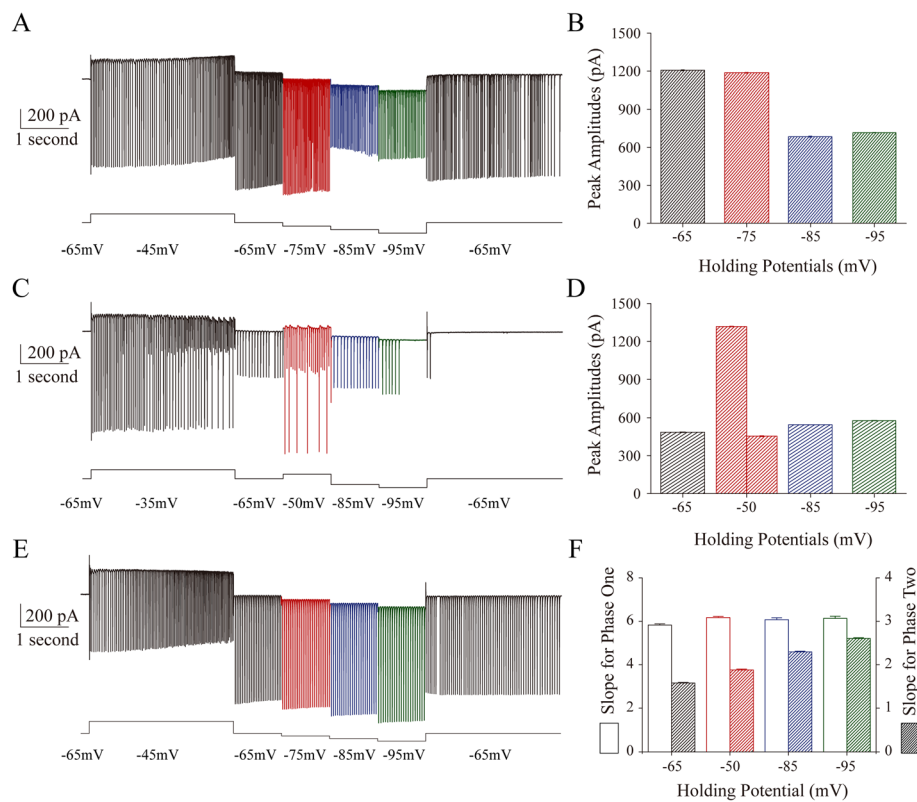 A
200 pA
1 second
-65mV -45mV -65mV -75mV -85mV -95mV -65mV
B
Peak Amplitudes (pA)
1500
1200
900
600
300
0
-65 -75 -85 -95
Holding Potentials (mV)
C
200 pA
1 second
-65mV -35mV -65mV -50mV -85mV -95mV -65mV
D
Peak Amplitudes (pA)
1500
1200
900
600
300
0
-65 -50 -85 -95
Holding Potentials (mV)
E
200 pA
1 second
-65mV -45mV -65mV -75mV -85mV -95mV -65mV
F
Slope for Phase One
8
6
4
2
0
4
3
2
1
0
Slope for Phase Two
-65 -50 -85 -95
Holding Potential (mV)